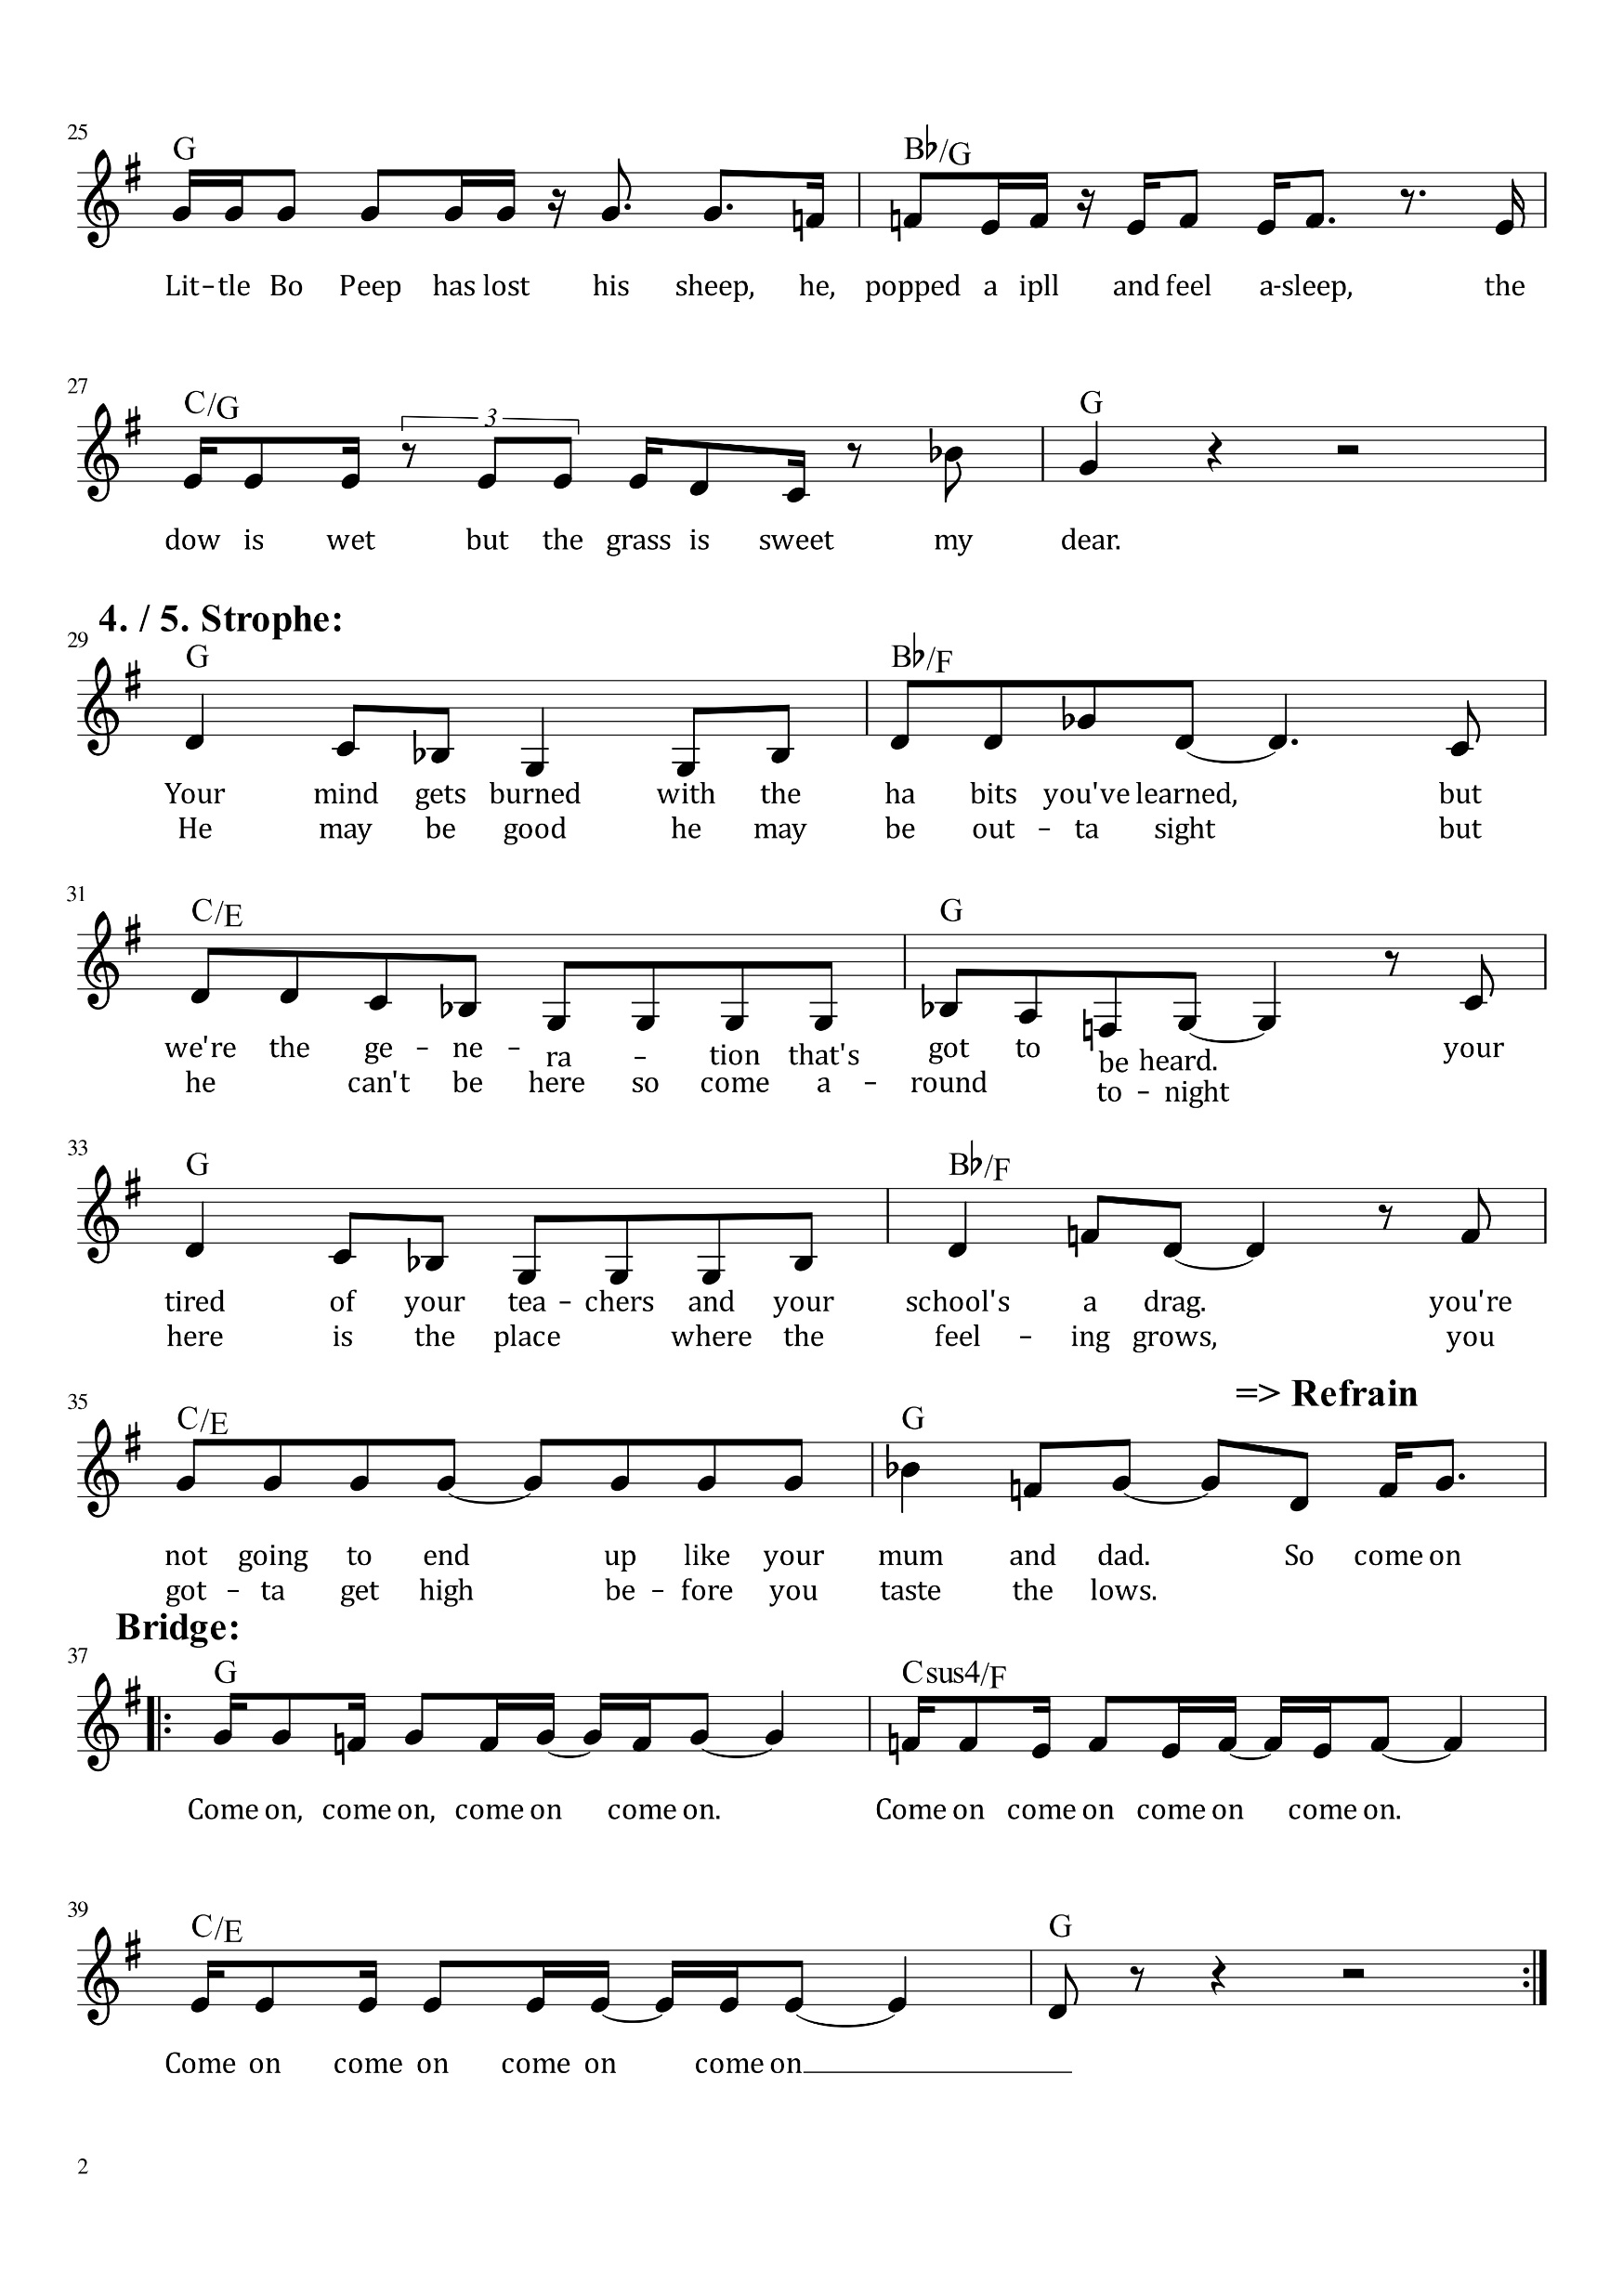 25
G B♭/G
Lit – tle Bo Peep has lost his sheep, he, popped a ipll and feel a-sleep, the
27
C/G 3 G
dow is wet but the grass is sweet my dear.
4. / 5. Strophe:
29
G B♭/F
Your mind gets burned with the ha bits you've learned, but
He may be good he may be out – ta sight but
31
C/E G
we're the ge – ne – ra – tion that's got to be heard. your
he can't be here so come a – round to – night
33
G B♭/F
tired of your tea – chers and your school's a drag. you're
here is the place where the feel – ing grows, you
=> Refrain
35
C/E G
not going to end up like your mum and dad. So come on
got – ta get high be – fore you taste the lows.
Bridge:
37
G Csus4/F
Come on, come on, come on come on. Come on come on come on come on.
39
C/E G
Come on come on come on come on
2